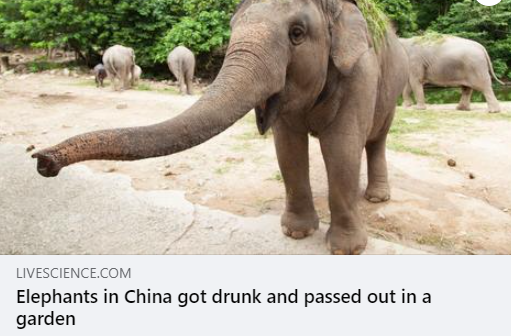 LIVESCIENCE.COM
Elephants in China got drunk and passed out in a
garden